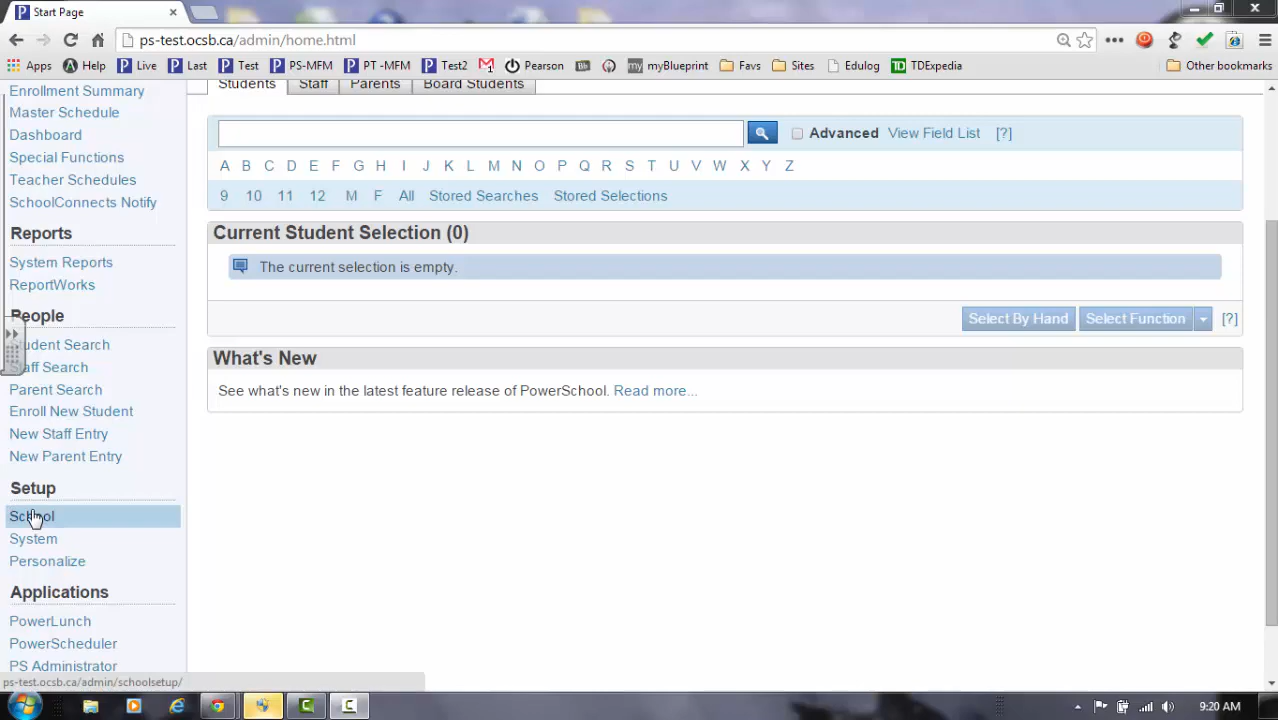 Start Page
ps-test.ocsb.ca/admin/home.html
Apps Help Live Last Test PS-MFM PT -MFM Test2 Pearson myBlueprint Favs Sites Edulog TDExpedia Other bookmarks
Enrollment Summary
Master Schedule
Dashboard
Special Functions
Teacher Schedules
SchoolConnects Notify
Reports
System Reports
ReportWorks
People
Student Search
Staff Search
Parent Search
Enroll New Student
New Staff Entry
New Parent Entry
Setup
School
System
Personalize
Applications
PowerLunch
PowerScheduler
PS Administrator
ps-test.ocsb.ca/admin/schoolsetup/
Students Staff Parents Board Students
Advanced View Field List [?]
A B C D E F G H I J K L M N O P Q R S T U V W X Y Z
9 10 11 12 M F All Stored Searches Stored Selections
Current Student Selection (0)
The current selection is empty.
Select By Hand Select Function [?]
What's New
See what's new in the latest feature release of PowerSchool. Read more...
9:20 AM